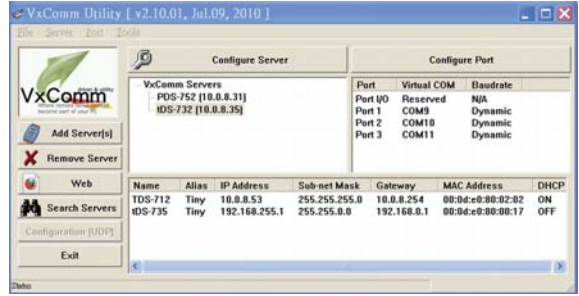 VxComm Utility [ v2.10.01, Jul.09, 2010 ]
File Server Port Tools
VxComm driver & utility
Configure Server
Configure Port
VxComm Servers
PDS-752 (10.0.8.31)
tDS-732 (10.0.8.35)
Port Virtual COM Baudrate
Port I/O Reserved N/A
Port 1 COM9 Dynamic
Port 2 COM10 Dynamic
Port 3 COM11 Dynamic
Add Server(s)
Remove Server
Web
Search Servers
Configuration (UDP)
Exit
Name Alias IP Address Sub-net Mask Gateway MAC Address DHCP
TDS-712 Tiny 10.0.8.53 255.255.255.0 10.0.8.254 00:0d:e0:80:02:02 ON
tDS-735 Tiny 192.168.255.1 255.255.0.0 192.168.0.1 00:0d:e0:80:00:17 OFF
Status